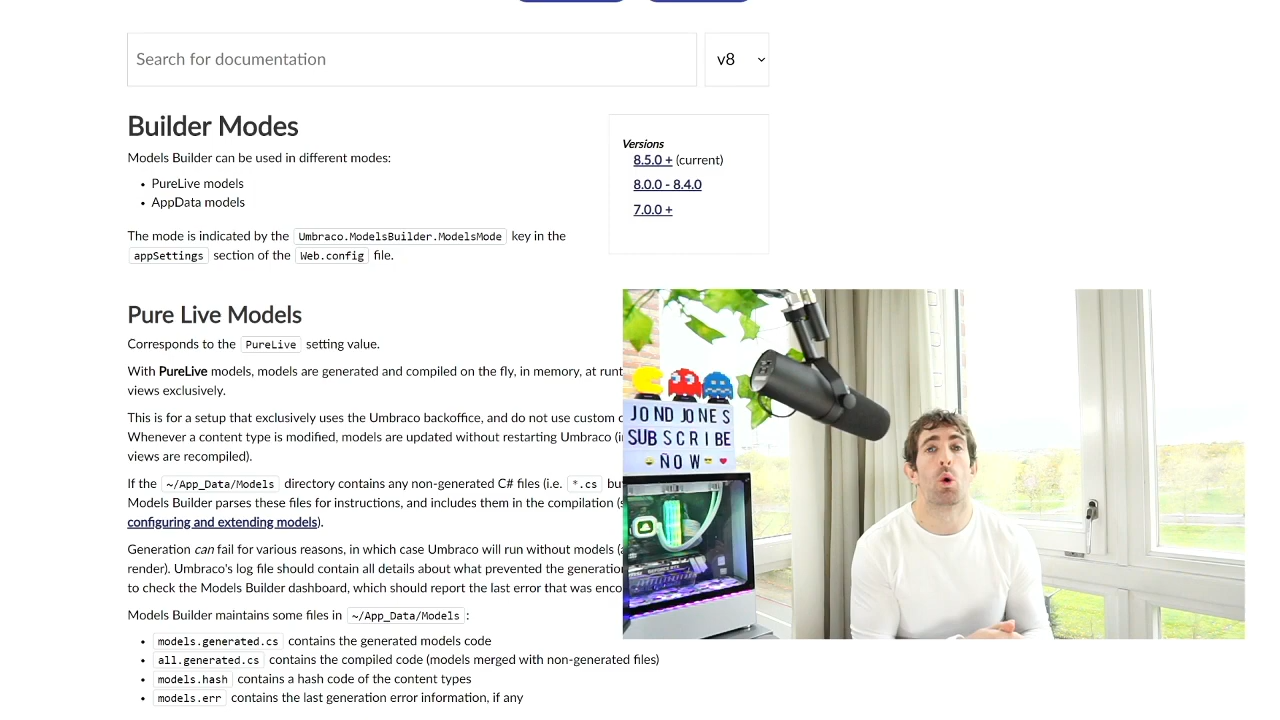 Search for documentation
v8
Builder Modes
Models Builder can be used in different modes:
• PureLive models
• AppData models
The mode is indicated by the Umbraco.ModelsBuilder.ModelsMode key in the
appSettings section of the Web.config file.
Versions
8.5.0 + (current)
8.0.0 - 8.4.0
7.0.0 +
Pure Live Models
Corresponds to the PureLive setting value.
With PureLive models, models are generated and compiled on the fly, in memory, at
views exclusively.
This is for a setup that exclusively uses the Umbraco backoffice, and do not use custom
Whenever a content type is modified, models are updated without restarting Umbraco
views are recompiled).
If the ~/App_Data/Models directory contains any non-generated C# files (i.e. *.cs
Models Builder parses these files for instructions, and includes them in the compilation
configuring and extending models).
Generation can fail for various reasons, in which case Umbraco will run without models
render). Umbraco's log file should contain all details about what prevented the
to check the Models Builder dashboard, which should report the last error that was
Models Builder maintains some files in ~/App_Data/Models :
• models.generated.cs contains the generated models code
• all.generated.cs contains the compiled code (models merged with non-generated files)
• models.hash contains a hash code of the content types
• models.err contains the last generation error information, if any
JOND JONES
SUBSCRIBE
NOW